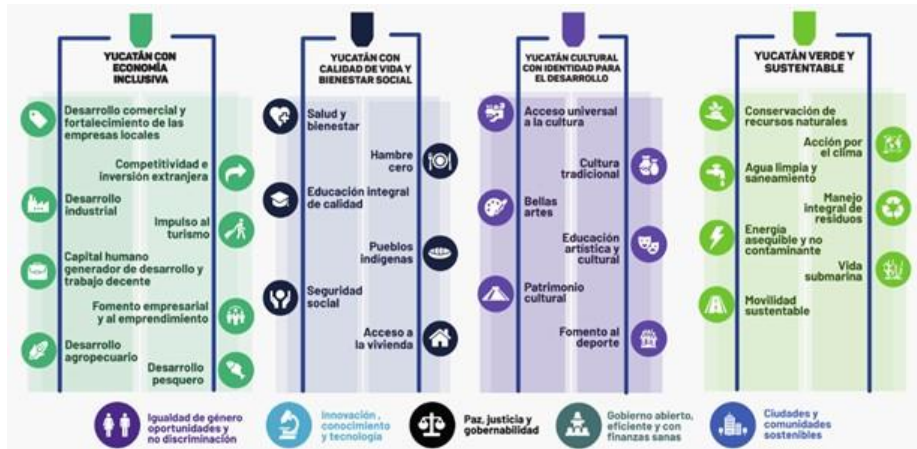 YUCATÁN CON
ECONOMÍA
INCLUSIVA
Desarrollo comercial y
fortalecimiento de las
empresas locales
Competitividad e
inversión extranjera
Desarrollo
industrial
Impulso al
turismo
Capital humano
generador de desarrollo y
trabajo decente
Fomento empresarial
y al emprendimiento
Desarrollo
agropecuario
Desarrollo
pesquero
YUCATÁN CON
CALIDAD DE VIDA Y
BIENESTAR SOCIAL
Salud y
bienestar
Hambre
cero
Educación integral
de calidad
Pueblos
indígenas
Seguridad
social
Acceso a
la vivienda
YUCATÁN CULTURAL
CON IDENTIDAD PARA
EL DESARROLLO
Acceso universal
a la cultura
Cultura
tradicional
Bellas
artes
Educación
artística y
cultural
Patrimonio
cultural
Fomento al
deporte
YUCATÁN VERDE Y
SUSTENTABLE
Conservación de
recursos naturales
Acción por
el clima
Agua limpia y
saneamiento
Manejo
integral de
residuos
Energía
asequible y no
contaminante
Vida
submarina
Movilidad
sustentable
Igualdad de género
oportunidades y
no discriminación
Innovación,
conocimiento
y tecnología
Paz, justicia y
gobernabilidad
Gobierno abierto,
eficiente y con
finanzas sanas
Ciudades y
comunidades
sostenibles